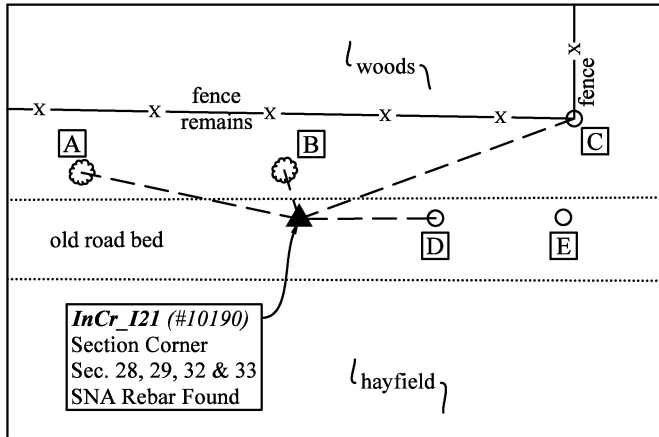 woods
fence
fence
remains
x x x x x
x
A
B
C
old road bed
D
E
InCr_I21 (#10190)
Section Corner
Sec. 28, 29, 32 & 33
SNA Rebar Found
hayfield